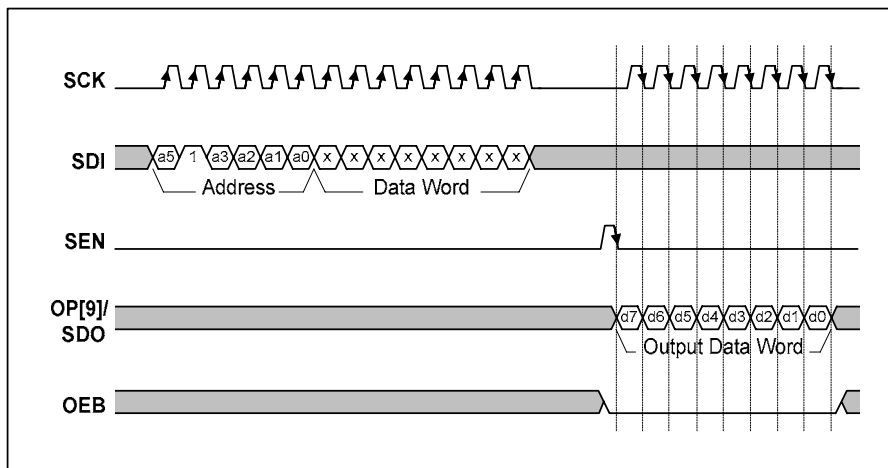 SCK
SDI a5 1 a3 a2 a1 a0 x x x x x x x x
Address Data Word
SEN
OP[9]/
SDO d7 d6 d5 d4 d3 d2 d1 d0
Output Data Word
OEB